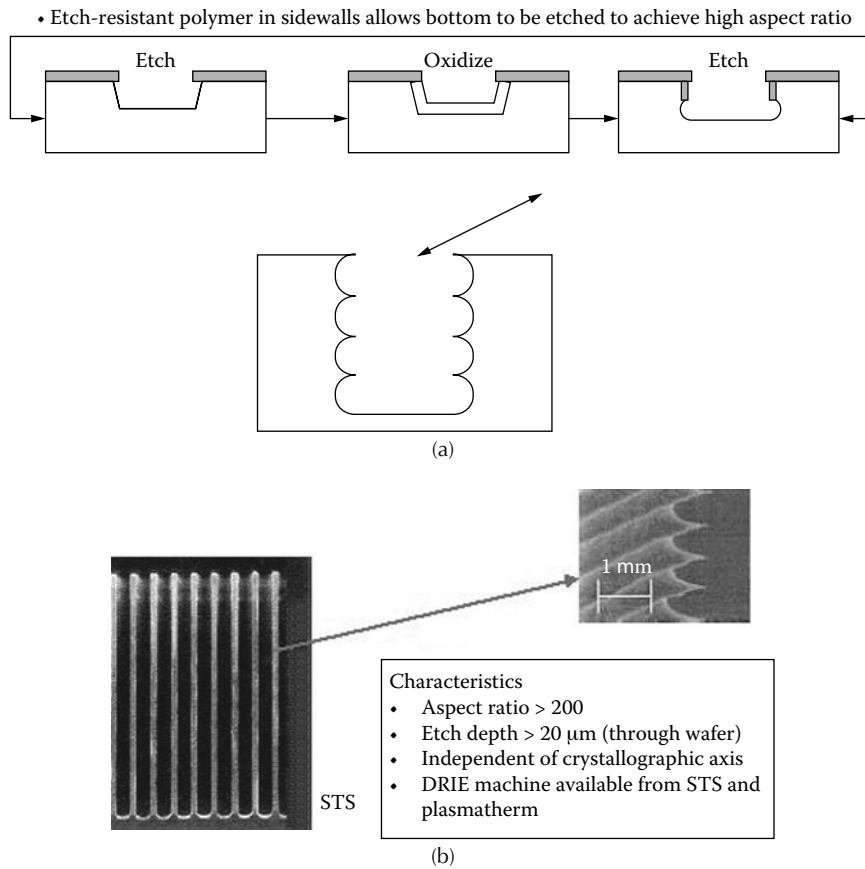 • Etch-resistant polymer in sidewalls allows bottom to be etched to achieve high aspect ratio
Etch
Oxidize
Etch
(a)
1 mm
STS
Characteristics
• Aspect ratio > 200
• Etch depth > 20 μm (through wafer)
• Independent of crystallographic axis
• DRIE machine available from STS and
plasmatherm
(b)